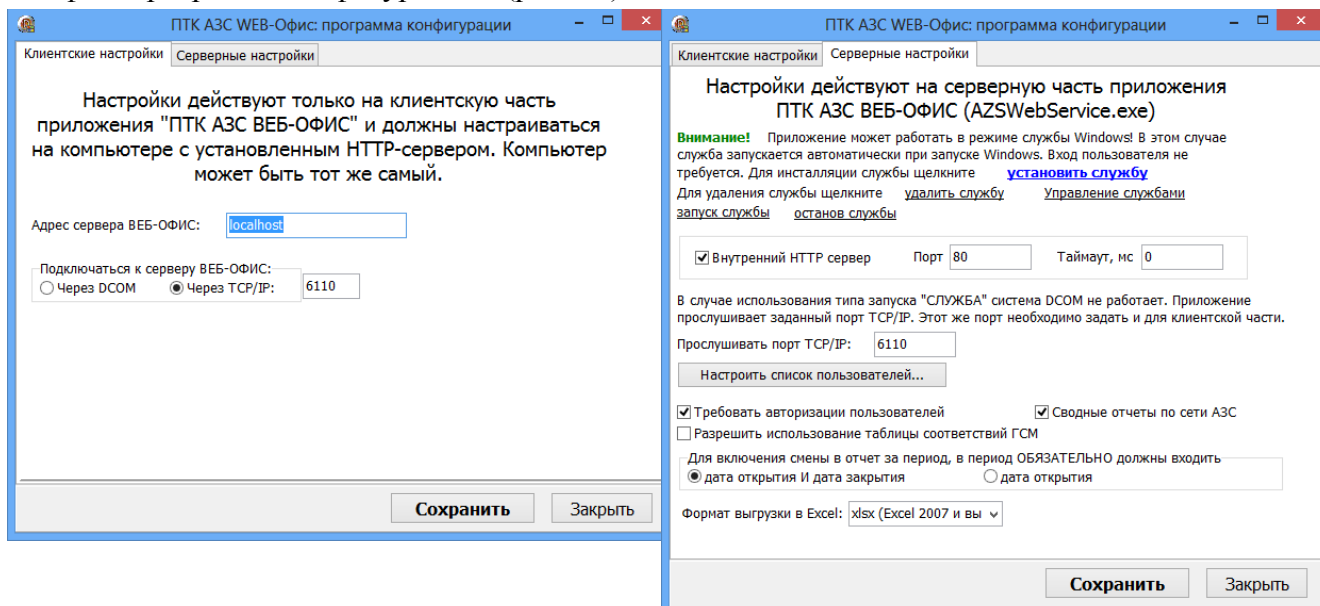 ПТК АЗС WEB-Офис: программа конфигурации
Клиентские настройки Серверные настройки
Настройки действуют только на клиентскую часть
приложения "ПТК АЗС ВЕБ-ОФИС" и должны настраиваться
на компьютере с установленным HTTP-сервером. Компьютер
может быть тот же самый.
Адрес сервера ВЕБ-ОФИС: localhost
Подключаться к серверу ВЕБ-ОФИС:
Через DCOM Через TCP/IP: 6110
Сохранить Закрыть
ПТК АЗС WEB-Офис: программа конфигурации
Клиентские настройки Серверные настройки
Настройки действуют на серверную часть приложения
ПТК АЗС ВЕБ-ОФИС (AZSWebService.exe)
Внимание! Приложение может работать в режиме службы Windows! В этом случае
служба запускается автоматически при запуске Windows. Вход пользователя не
требуется. Для инсталляции службы щелкните установить службу
Для удаления службы щелкните удалить службу Управление службами
запуск службы останов службы
Внутренний HTTP сервер Порт 80 Таймаут, мс 0
В случае использования типа запуска "СЛУЖБА" система DCOM не работает. Приложение
прослушивает заданный порт TCP/IP. Этот же порт необходимо задать и для клиентской части.
Прослушивать порт TCP/IP: 6110
Настроить список пользователей...
Требовать авторизации пользователей Сводные отчеты по сети АЗС
Разрешить использование таблицы соответствий ГСМ
Для включения смены в отчет за период, в период ОБЯЗАТЕЛЬНО должны входить
дата открытия И дата закрытия дата открытия
Формат выгрузки в Excel: xlsx (Excel 2007 и вы
Сохранить Закрыть